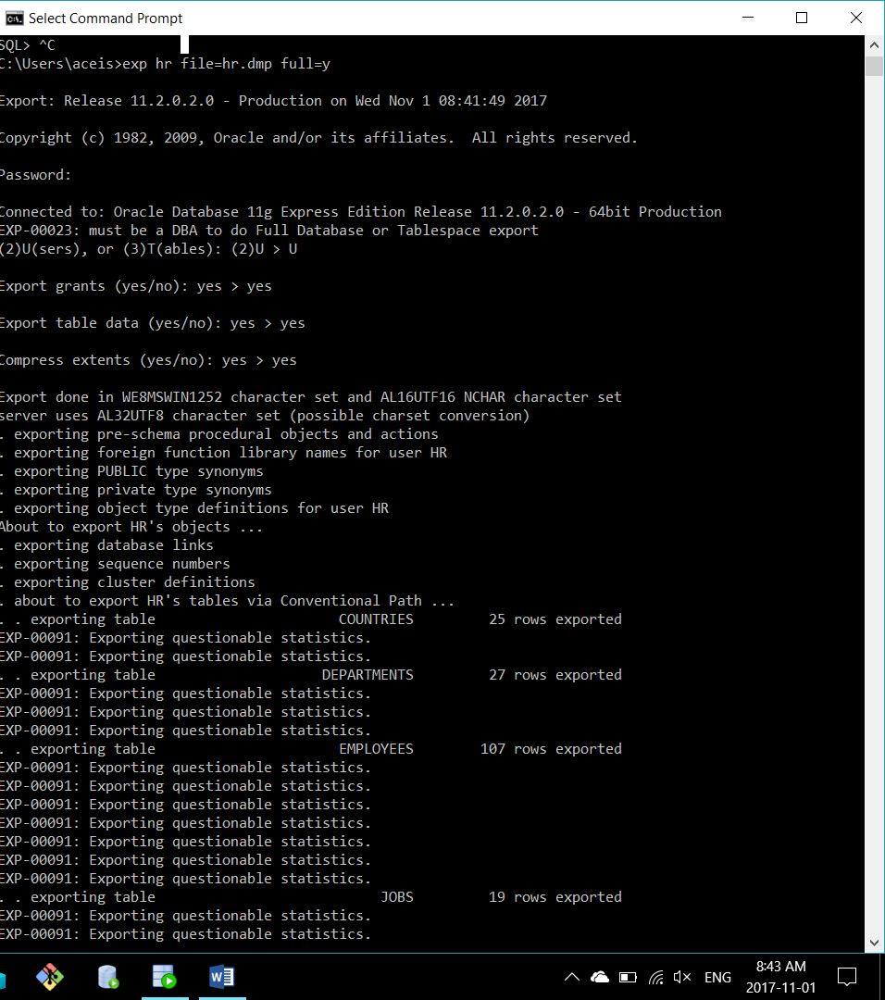 Select Command Prompt
SQL> ^C
C:\Users\aceis>exp hr file=hr.dmp full=y
Export: Release 11.2.0.2.0 - Production on Wed Nov 1 08:41:49 2017
Copyright (c) 1982, 2009, Oracle and/or its affiliates.  All rights reserved.
Password:
Connected to: Oracle Database 11g Express Edition Release 11.2.0.2.0 - 64bit Production
EXP-00023: must be a DBA to do Full Database or Tablespace export
(2)U(sers), or (3)T(ables): (2)U > U
Export grants (yes/no): yes > yes
Export table data (yes/no): yes > yes
Compress extents (yes/no): yes > yes
Export done in WE8MSWIN1252 character set and AL16UTF16 NCHAR character set
server uses AL32UTF8 character set (possible charset conversion)
. exporting pre-schema procedural objects and actions
. exporting foreign function library names for user HR
. exporting PUBLIC type synonyms
. exporting private type synonyms
. exporting object type definitions for user HR
About to export HR's objects ...
. exporting database links
. exporting sequence numbers
. exporting cluster definitions
. about to export HR's tables via Conventional Path ...
. . exporting table                      COUNTRIES         25 rows exported
EXP-00091: Exporting questionable statistics.
EXP-00091: Exporting questionable statistics.
. . exporting table                    DEPARTMENTS         27 rows exported
EXP-00091: Exporting questionable statistics.
EXP-00091: Exporting questionable statistics.
EXP-00091: Exporting questionable statistics.
. . exporting table                      EMPLOYEES        107 rows exported
EXP-00091: Exporting questionable statistics.
EXP-00091: Exporting questionable statistics.
EXP-00091: Exporting questionable statistics.
EXP-00091: Exporting questionable statistics.
EXP-00091: Exporting questionable statistics.
EXP-00091: Exporting questionable statistics.
EXP-00091: Exporting questionable statistics.
. . exporting table                           JOBS         19 rows exported
EXP-00091: Exporting questionable statistics.
EXP-00091: Exporting questionable statistics.
ENG
8:43 AM
2017-11-01